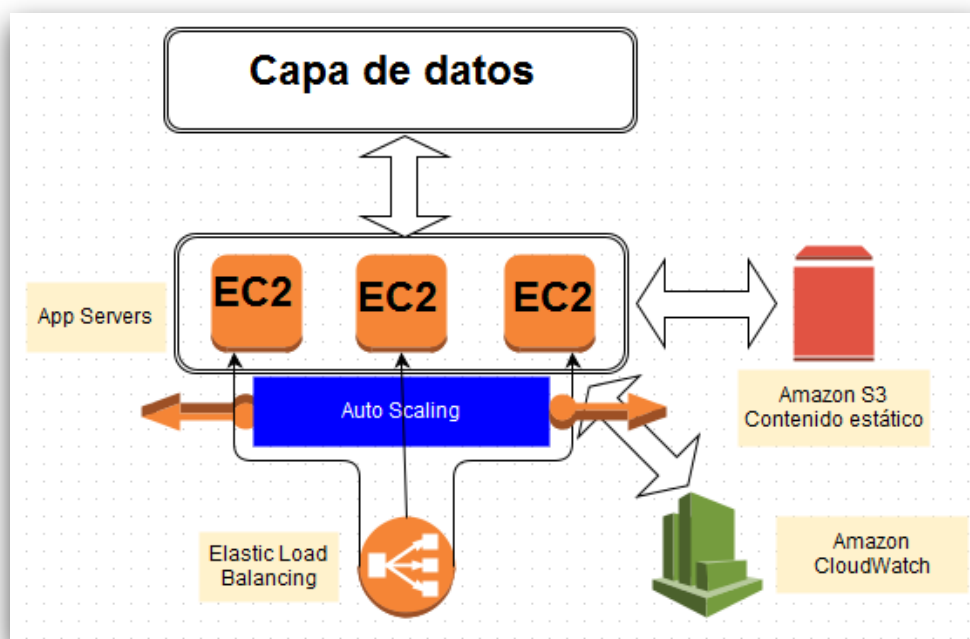 Capa de datos
EC2
EC2
EC2
App Servers
Auto Scaling
Amazon S3
Contenido estático
Elastic Load
Balancing
Amazon
CloudWatch